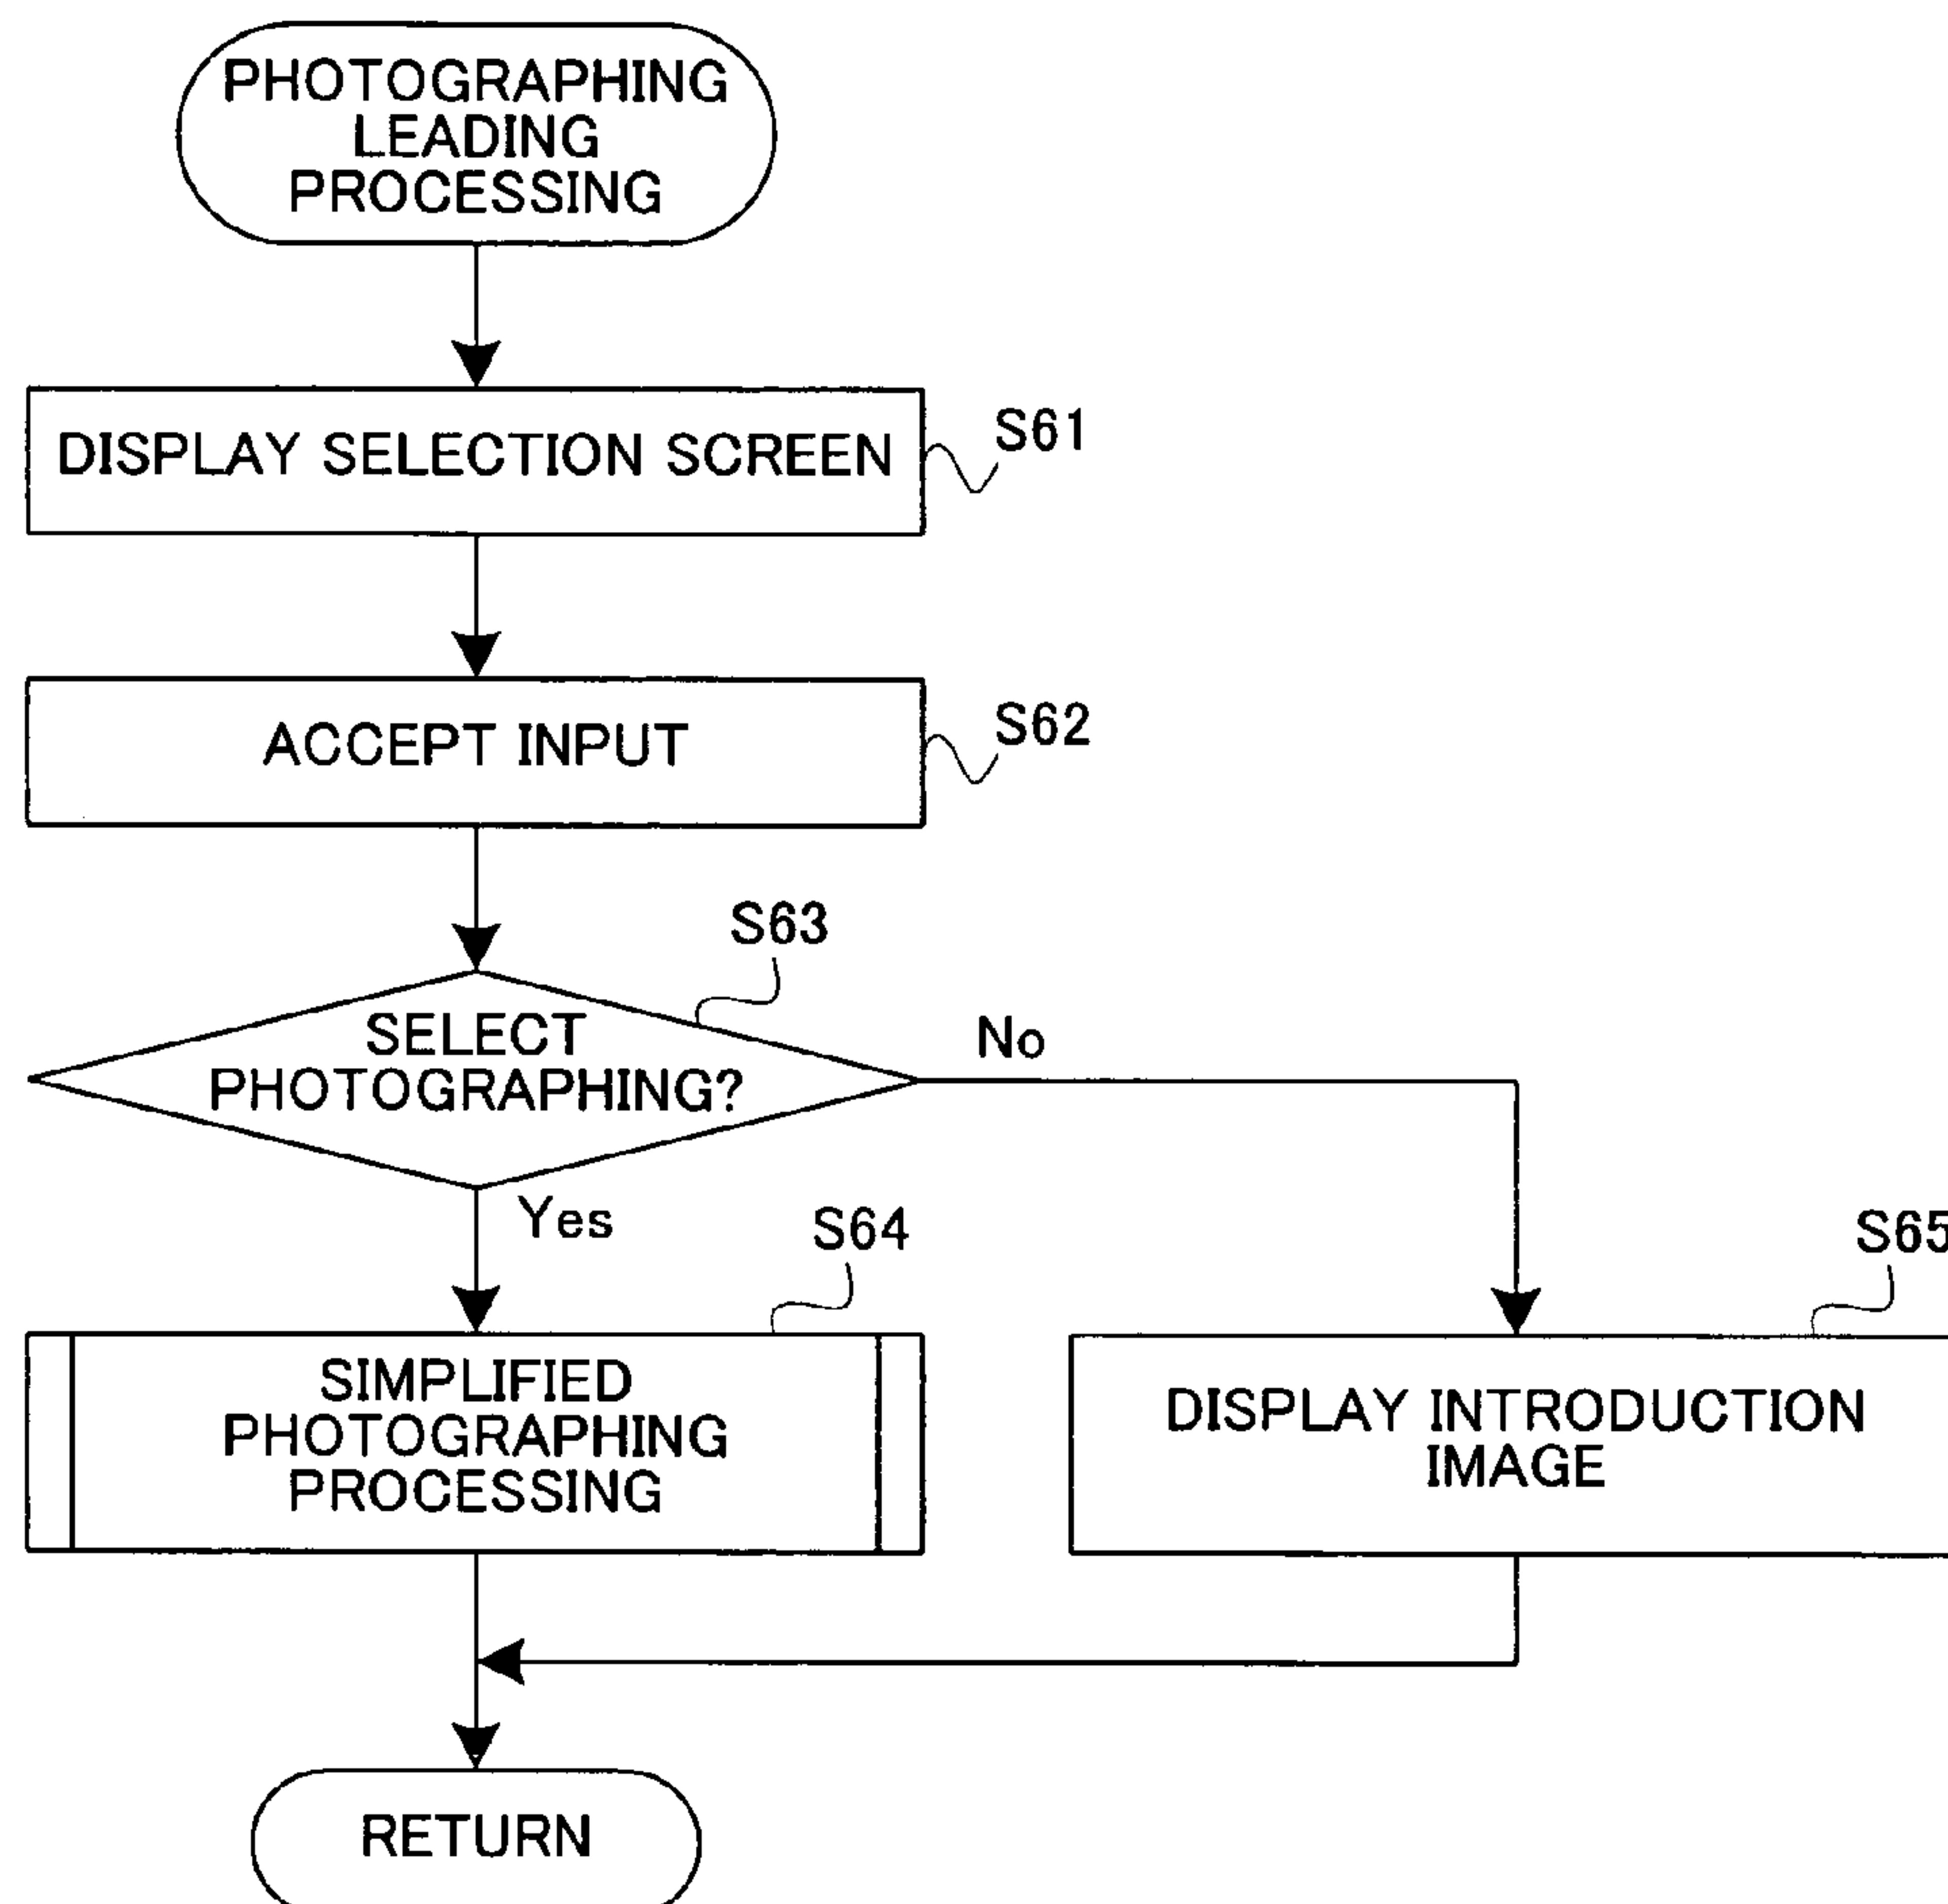 PHOTOGRAPHING
LEADING
PROCESSING
DISPLAY SELECTION SCREEN
S61
ACCEPT INPUT
S62
S63
SELECT
PHOTOGRAPHING?
No
Yes
S64
S65
SIMPLIFIED
PHOTOGRAPHING
PROCESSING
DISPLAY INTRODUCTION
IMAGE
RETURN